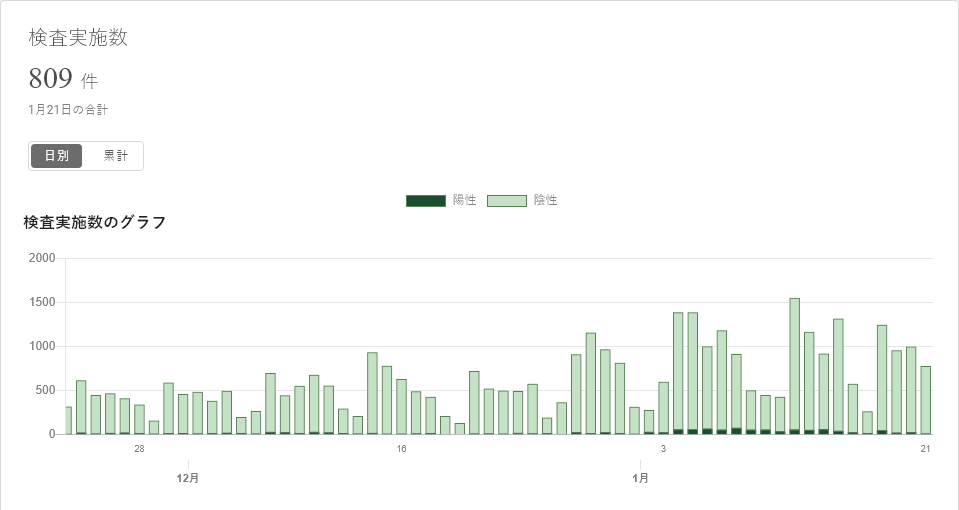 検査実施数
809 件
1月21日の合計
日別 累計
陽性 陰性
検査実施数のグラフ
2000
1500
1000
500
0
28 16 3 21
12月 1月